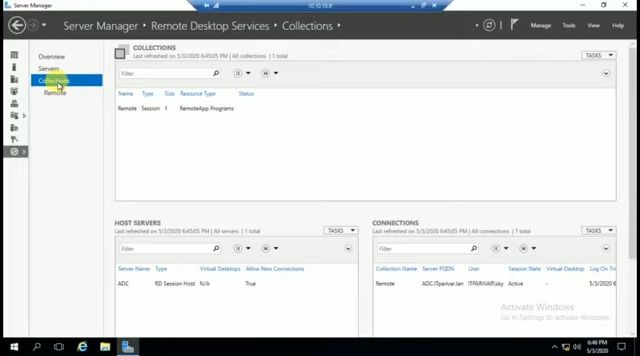 Server Manager
10.10.10.9
Server Manager • Remote Desktop Services • Collections
Manage Tools View Help
Overview
Servers
Collections
Remote
COLLECTIONS
Last refreshed on 5/3/2020 6:45:05 PM | All collections | 1 total
TASKS
Filter
Name Type Size Resource Type Status
Remote Session 1 RemoteApp Programs
HOST SERVERS
Last refreshed on 5/3/2020 6:45:05 PM | All servers | 1 total
TASKS
Filter
Server Name Type Virtual Desktops Allow New Connections
ADC RD Session Host N/A True
CONNECTIONS
Last refreshed on 5/3/2020 6:45:05 PM | All connections | 1 total
TASKS
Filter
Collection Name Server FQDN User Session State Virtual Desktop Log On Tim
Remote ADC.ITparivar.lan ITPARIVAR\sky Active - 5/3/2020
Activate Windows
Go to Settings to activate Windows.
6:46 PM
5/3/2020